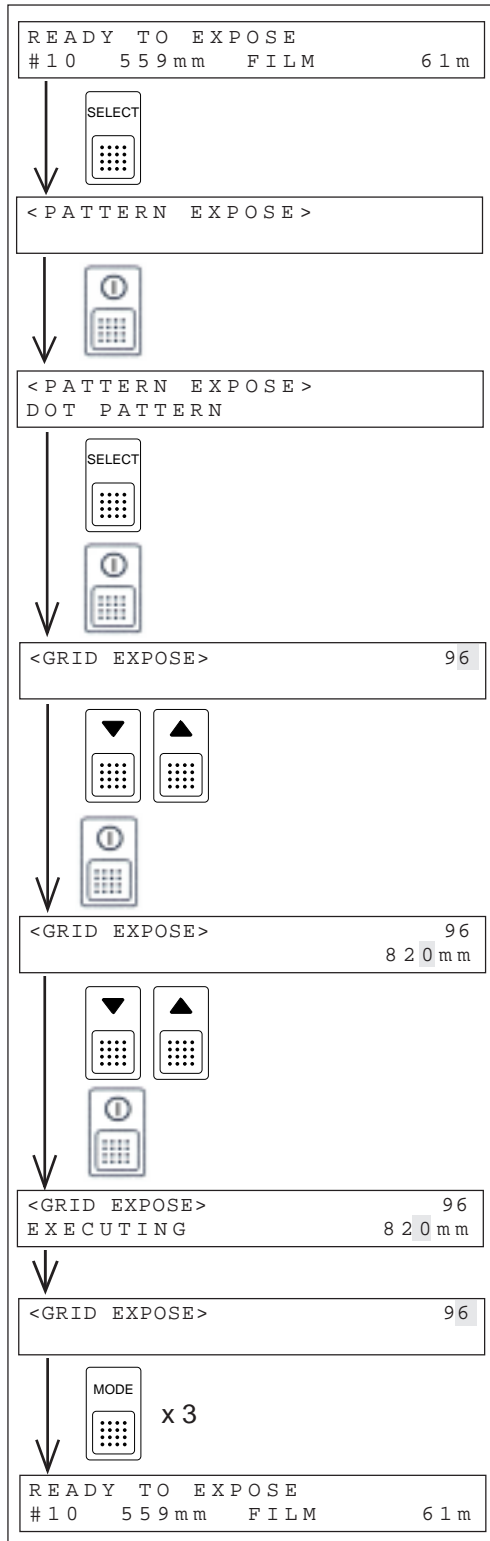 READY TO EXPOSE
#10 559mm FILM 61m
SELECT
<PATTERN EXPOSE>
<PATTERN EXPOSE>
DOT PATTERN
SELECT
<GRID EXPOSE> 96
<GRID EXPOSE> 96
820mm
<GRID EXPOSE> 96
EXECUTING 820mm
<GRID EXPOSE> 96
MODE
x 3
READY TO EXPOSE
#10 559mm FILM 61m